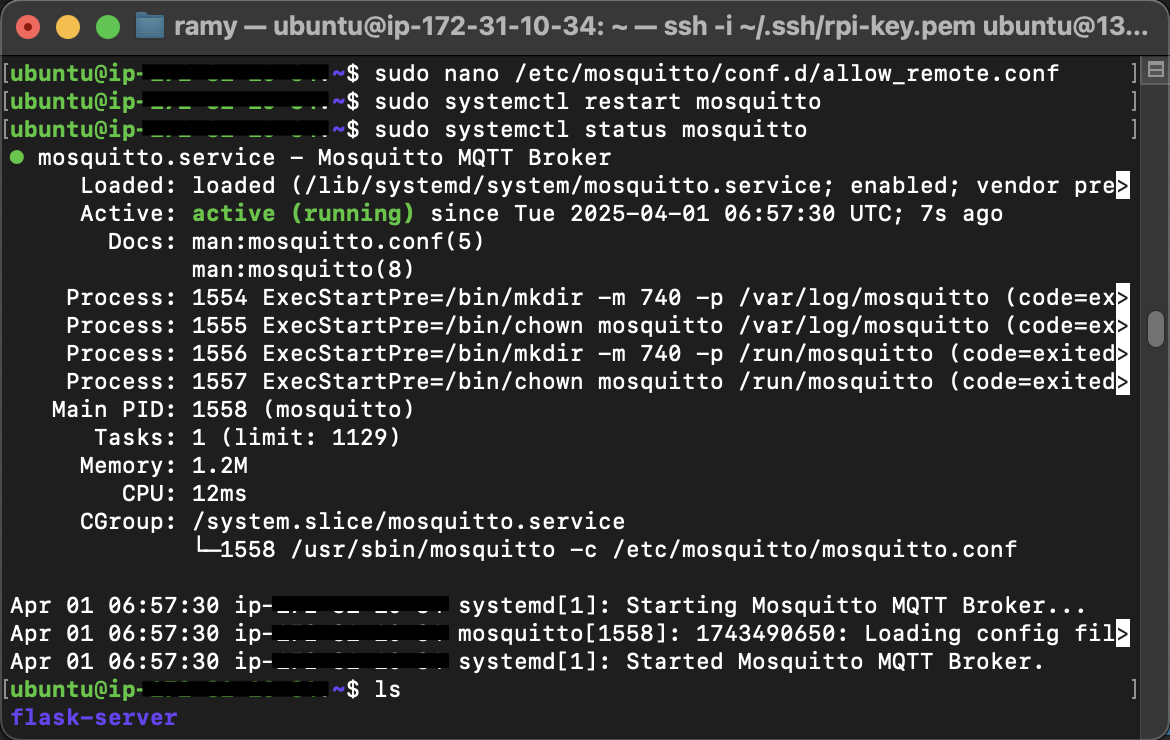 ramy — ubuntu@ip-172-31-10-34: ~ — ssh -i ~/.ssh/rpi-key.pem ubuntu@13...
[ubuntu@ip- ~$ sudo nano /etc/mosquitto/conf.d/allow_remote.conf ]
[ubuntu@ip- ~$ sudo systemctl restart mosquitto ]
[ubuntu@ip- ~$ sudo systemctl status mosquitto ]
● mosquitto.service - Mosquitto MQTT Broker
Loaded: loaded (/lib/systemd/system/mosquitto.service; enabled; vendor pre>
Active: active (running) since Tue 2025-04-01 06:57:30 UTC; 7s ago
Docs: man:mosquitto.conf(5)
man:mosquitto(8)
Process: 1554 ExecStartPre=/bin/mkdir -m 740 -p /var/log/mosquitto (code=ex>
Process: 1555 ExecStartPre=/bin/chown mosquitto /var/log/mosquitto (code=ex>
Process: 1556 ExecStartPre=/bin/mkdir -m 740 -p /run/mosquitto (code=exited>
Process: 1557 ExecStartPre=/bin/chown mosquitto /run/mosquitto (code=exited>
Main PID: 1558 (mosquitto)
Tasks: 1 (limit: 1129)
Memory: 1.2M
CPU: 12ms
CGroup: /system.slice/mosquitto.service
└─1558 /usr/sbin/mosquitto -c /etc/mosquitto/mosquitto.conf
Apr 01 06:57:30 ip- systemd[1]: Starting Mosquitto MQTT Broker...
Apr 01 06:57:30 ip- mosquitto[1558]: 1743490650: Loading config fil>
Apr 01 06:57:30 ip- systemd[1]: Started Mosquitto MQTT Broker.
[ubuntu@ip- ~$ ls ]
flask-server